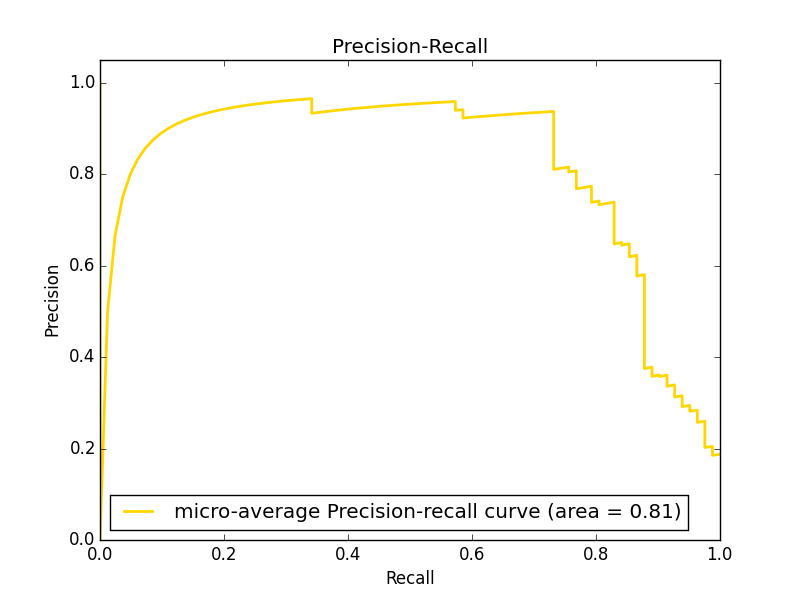 Precision-Recall
1.0
0.8
0.6
0.4
0.2
0.0
Precision
micro-average Precision-recall curve (area = 0.81)
0.0 0.2 0.4 0.6 0.8 1.0
Recall